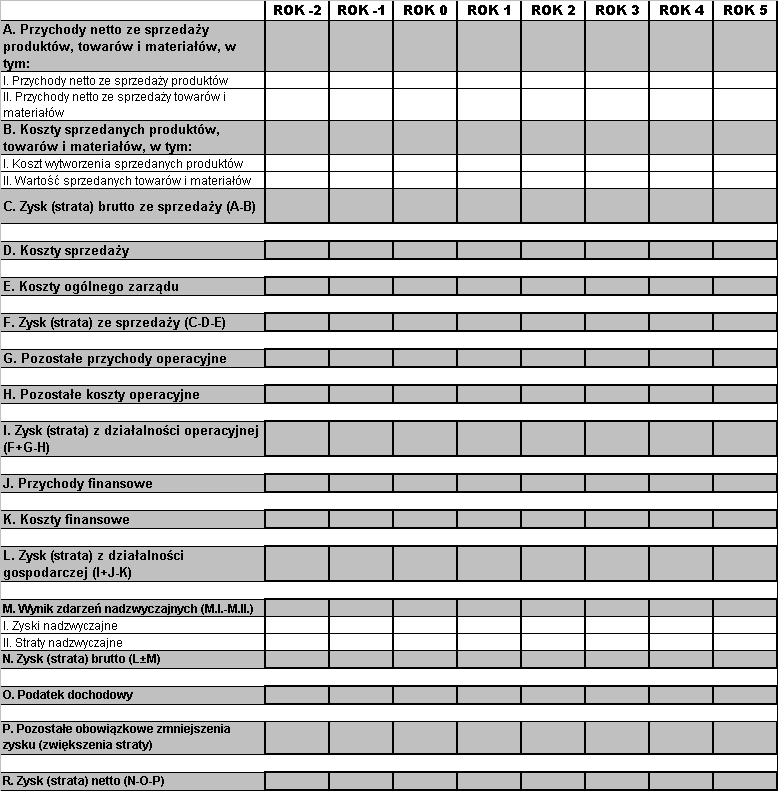 ROK -2 ROK -1 ROK 0 ROK 1 ROK 2 ROK 3 ROK 4 ROK 5
A. Przychody netto ze sprzedaży
produktów, towarów i materiałów, w
tym:
I. Przychody netto ze sprzedaży produktów
II. Przychody netto ze sprzedaży towarów i
materiałów
B. Koszty sprzedanych produktów,
towarów i materiałów, w tym:
I. Koszt wytworzenia sprzedanych produktów
II. Wartość sprzedanych towarów i materiałów
C. Zysk (strata) brutto ze sprzedaży (A-B)
D. Koszty sprzedaży
E. Koszty ogólnego zarządu
F. Zysk (strata) ze sprzedaży (C-D-E)
G. Pozostałe przychody operacyjne
H. Pozostałe koszty operacyjne
I. Zysk (strata) z działalności operacyjnej
(F+G-H)
J. Przychody finansowe
K. Koszty finansowe
L. Zysk (strata) z działalności
gospodarczej (I+J-K)
M. Wynik zdarzeń nadzwyczajnych (M.I.-M.II.)
I. Zyski nadzwyczajne
II. Straty nadzwyczajne
N. Zysk (strata) brutto (L±M)
O. Podatek dochodowy
P. Pozostałe obowiązkowe zmniejszenia
zysku (zwiększenia straty)
R. Zysk (strata) netto (N-O-P)